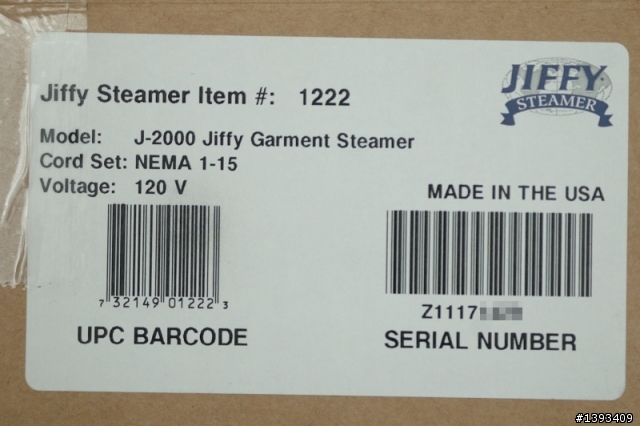 JIFFY
STEAMER
Jiffy Steamer Item #: 1222
Model: J-2000 Jiffy Garment Steamer
Cord Set: NEMA 1-15
Voltage: 120 V
MADE IN THE USA
7 32149 01222 3
UPC BARCODE
Z1117
SERIAL NUMBER
#1393409